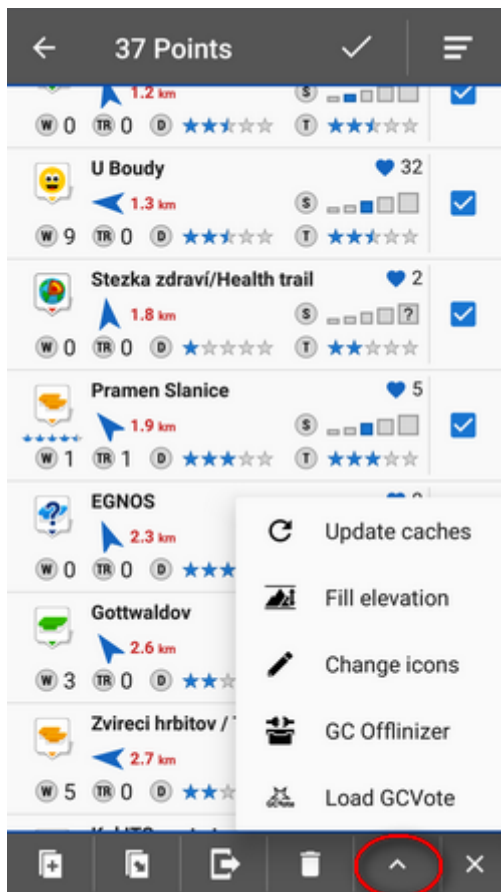 37 Points
1.2 km S
W 0 TR 0 D T
U Boudy 32
1.3 km S
W 9 TR 0 D T
Stezka zdraví/Health trail 2
1.8 km S ?
W 0 TR 0 D T
Pramen Slanice 5
1.9 km S
W 1 TR 1 D T
EGNOS
2.3 km
W 0 TR 0 D
Gottwaldov
2.6 km
W 3 TR 0 D
Zvireci hrbitov /
2.7 km
W 5 TR 0 D
Update caches
Fill elevation
Change icons
GC Offlinizer
Load GCVote